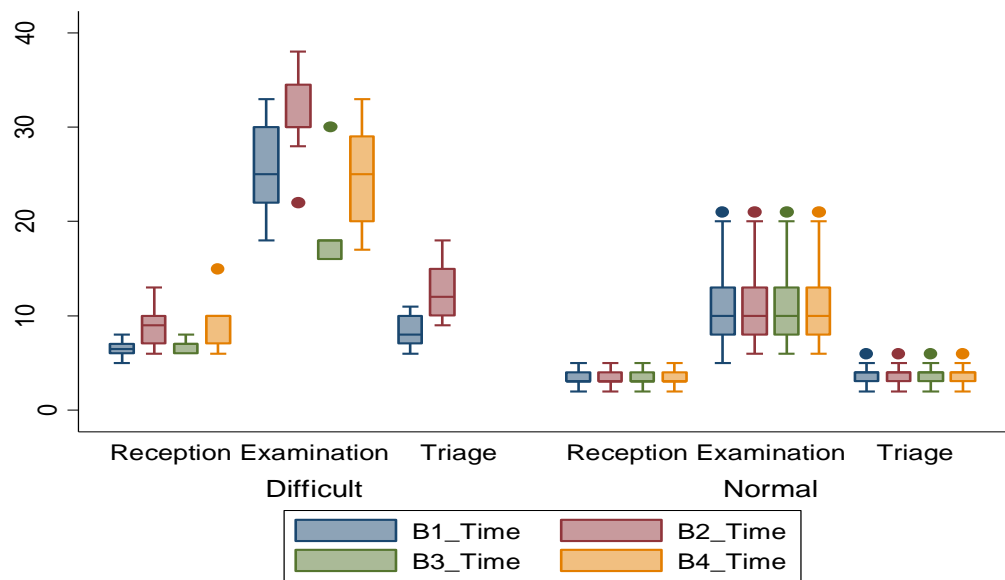 40
30
20
10
0
Reception Examination Triage Reception Examination Triage
Difficult Normal
B1_Time B2_Time
B3_Time B4_Time